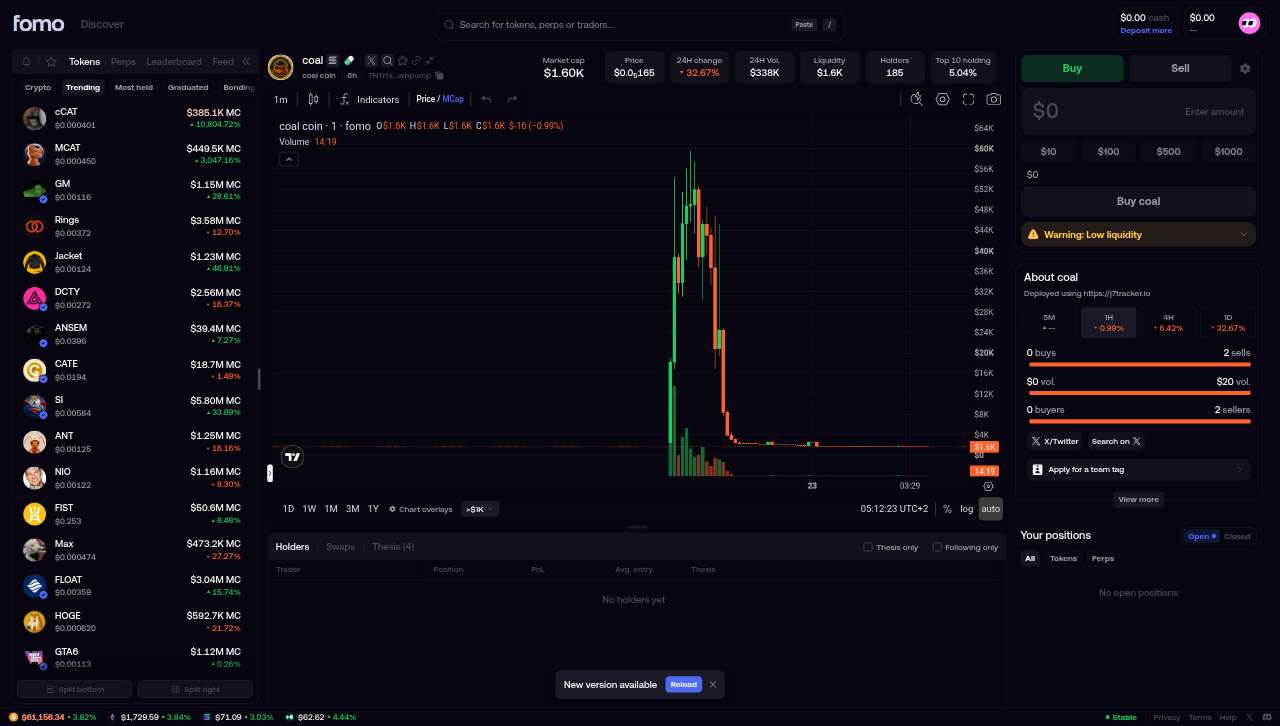 fomo Discover
Search for tokens, perps or traders... Paste /
$0.00 cash
Deposit more
$0.00
—
Tokens Perps Leaderboard Feed
Crypto Trending Most held Graduated Bonding
cCAT $385.1K MC
$0.000401 10,804.72%
MCAT $449.5K MC
$0.000450 3,047.16%
GM $1.15M MC
$0.00116 28.61%
Rings $3.58M MC
$0.00372 12.70%
Jacket $1.23M MC
$0.00124 46.91%
DCTY $2.56M MC
$0.00272 16.37%
ANSEM $39.4M MC
$0.0396 7.27%
CATE $18.7M MC
$0.0194 1.49%
SI $5.80M MC
$0.00584 33.89%
ANT $1.25M MC
$0.00125 16.16%
NIO $1.16M MC
$0.00122 8.30%
FIST $50.6M MC
$0.253 8.48%
Max $473.2K MC
$0.000474 27.27%
FLOAT $3.04M MC
$0.00359 15.74%
HOGE $592.7K MC
$0.000620 21.72%
GTA6 $1.12M MC
$0.00113 0.26%
Split bottom Split right
coal
coal coin 6h
Market cap
$1.60K
Price
$0.0₅165
24H change
32.67%
24H Vol.
$338K
Liquidity
$1.6K
Holders
185
Top 10 holding
5.04%
1m Indicators Price / MCap
coal coin · 1 · fomo O$1.6K H$1.6K L$1.6K C$1.6K $-16 (−0.99%)
Volume 14.19
$64K
$60K
$56K
$52K
$48K
$44K
$40K
$36K
$32K
$28K
$24K
$20K
$16K
$12K
$8K
$4K
$1.6K
$0
14.19
23 03:29
1D 1W 1M 3M 1Y Chart overlays >$1K
05:12:23 UTC+2 % log auto
Holders Swaps Thesis (4) Thesis only Following only
Trader Position PnL Avg. entry Thesis
No holders yet
Buy Sell
$0 Enter amount
$10 $100 $500 $1000
$0
Buy coal
Warning: Low liquidity
About coal
Deployed using https://j7tracker.io
5M 1H 4H 1D
-- 0.99% 6.42% 32.67%
0 buys 2 sells
$0 vol. $20 vol.
0 buyers 2 sellers
X/Twitter Search on X
Apply for a team tag
View more
Your positions Open Closed
All Tokens Perps
No open positions
New version available Reload
$61,156.34 3.82% $1,729.59 3.84% $71.09 3.03% $62.62 4.44%
Stable Privacy Terms Help